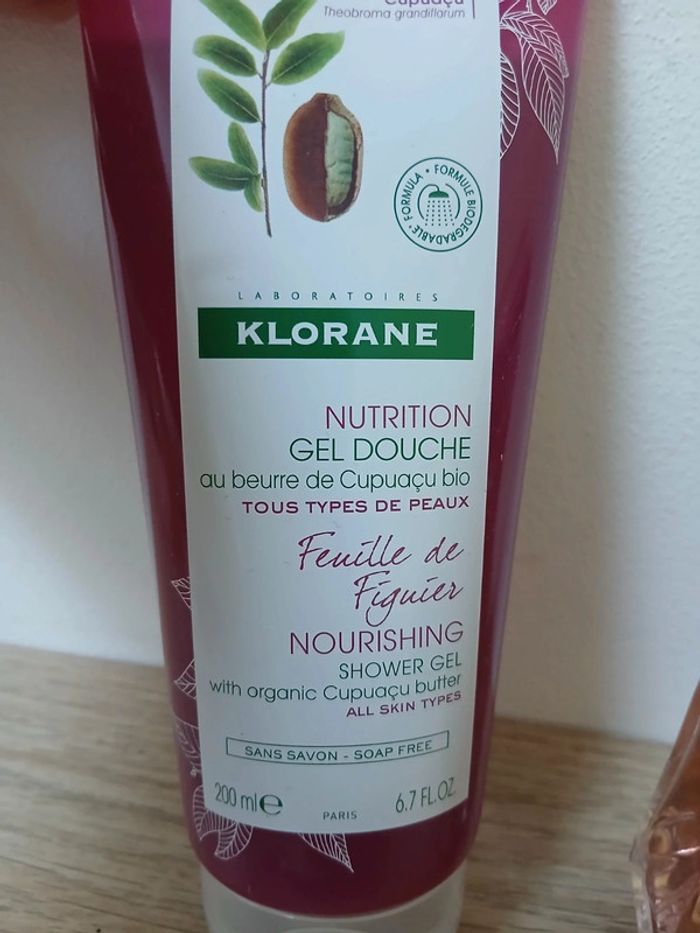 Cupuaçu
Theobroma grandiflorum
FORMULE BIODEGRADABLE* FORMULA •
LABORATOIRES
KLORANE
NUTRITION
GEL DOUCHE
au beurre de Cupuaçu bio
TOUS TYPES DE PEAUX
Feuille de
Figuier
NOURISHING
SHOWER GEL
with organic Cupuaçu butter
ALL SKIN TYPES
SANS SAVON - SOAP FREE
200 ml e
PARIS
6.7 FL.OZ.